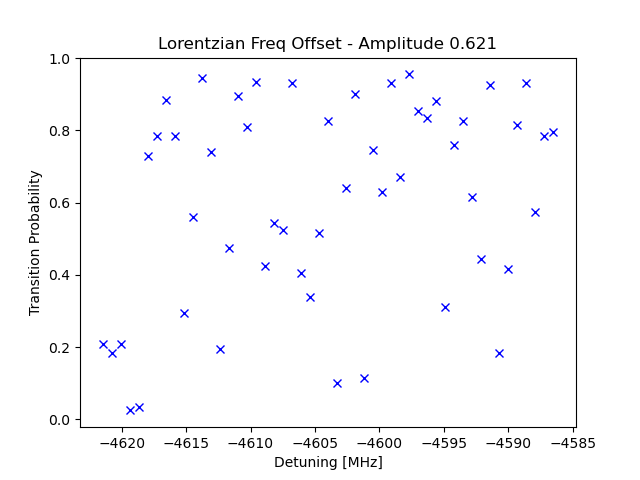 Lorentzian Freq Offset - Amplitude 0.621
1.0
0.8
0.6
0.4
0.2
0.0
Transition Probability
−4620 −4615 −4610 −4605 −4600 −4595 −4590 −4585
Detuning [MHz]